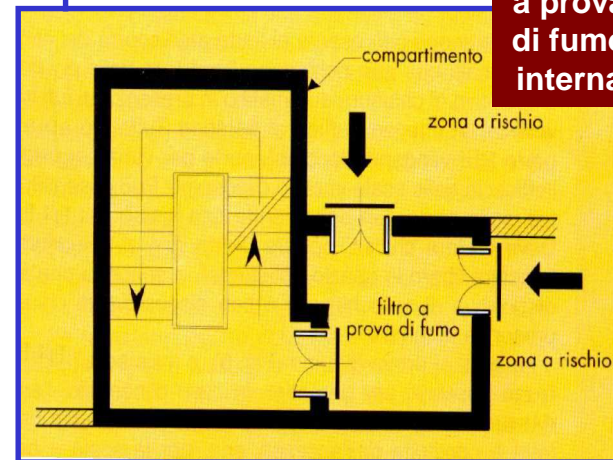 a prova
di fumo
interna
compartimento
zona a rischio
filtro a
prova di fumo
zona a rischio